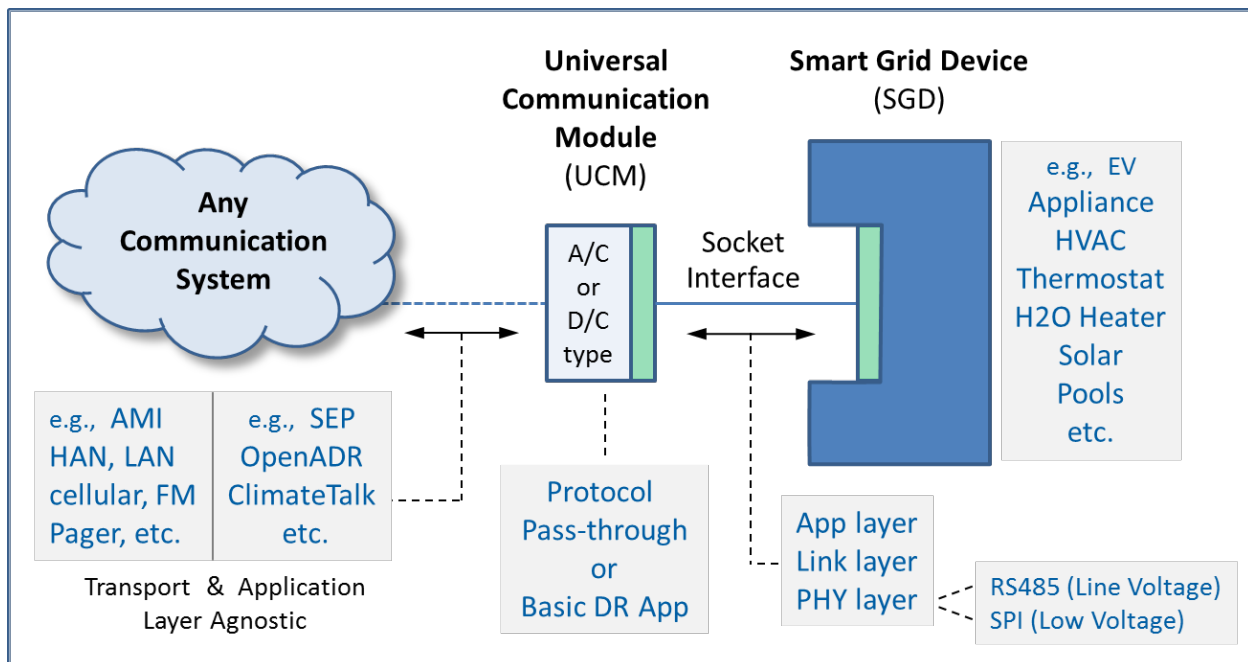 Universal
Communication
Module
(UCM)
Smart Grid Device
(SGD)
Any
Communication
System
A/C
or
D/C
type
Socket
Interface
e.g., EV
Appliance
HVAC
Thermostat
H2O Heater
Solar
Pools
etc.
e.g., AMI
HAN, LAN
cellular, FM
Pager, etc.
e.g., SEP
OpenADR
ClimateTalk
etc.
Transport & Application
Layer Agnostic
Protocol
Pass-through
or
Basic DR App
App layer
Link layer
PHY layer
RS485 (Line Voltage)
SPI (Low Voltage)